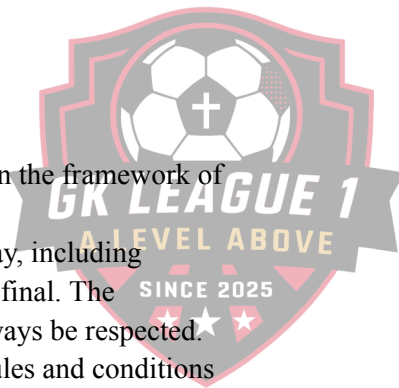 n the framework of
GK LEAGUE 1
ay, including
A LEVEL ABOVE
final. The
SINCE 2025
ways be respected.
ules and conditions